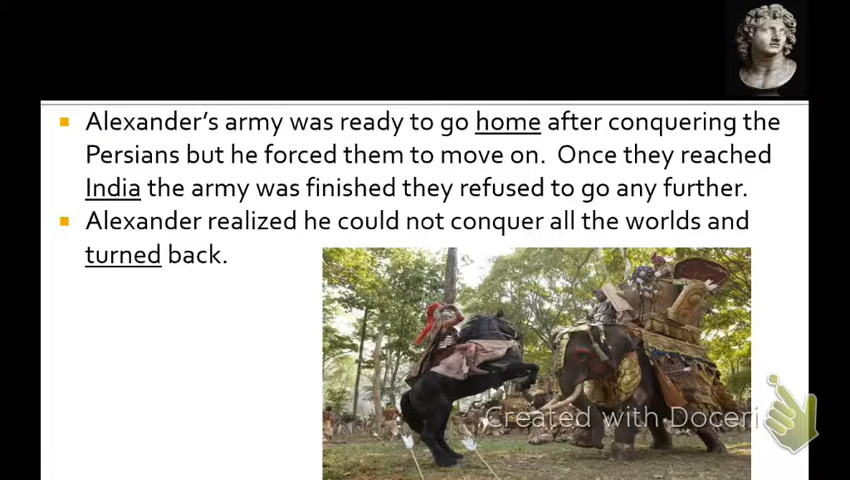 Alexander's army was ready to go home after conquering the
Persians but he forced them to move on. Once they reached
India the army was finished they refused to go any further.
Alexander realized he could not conquer all the worlds and
turned back.
Created with Doceri